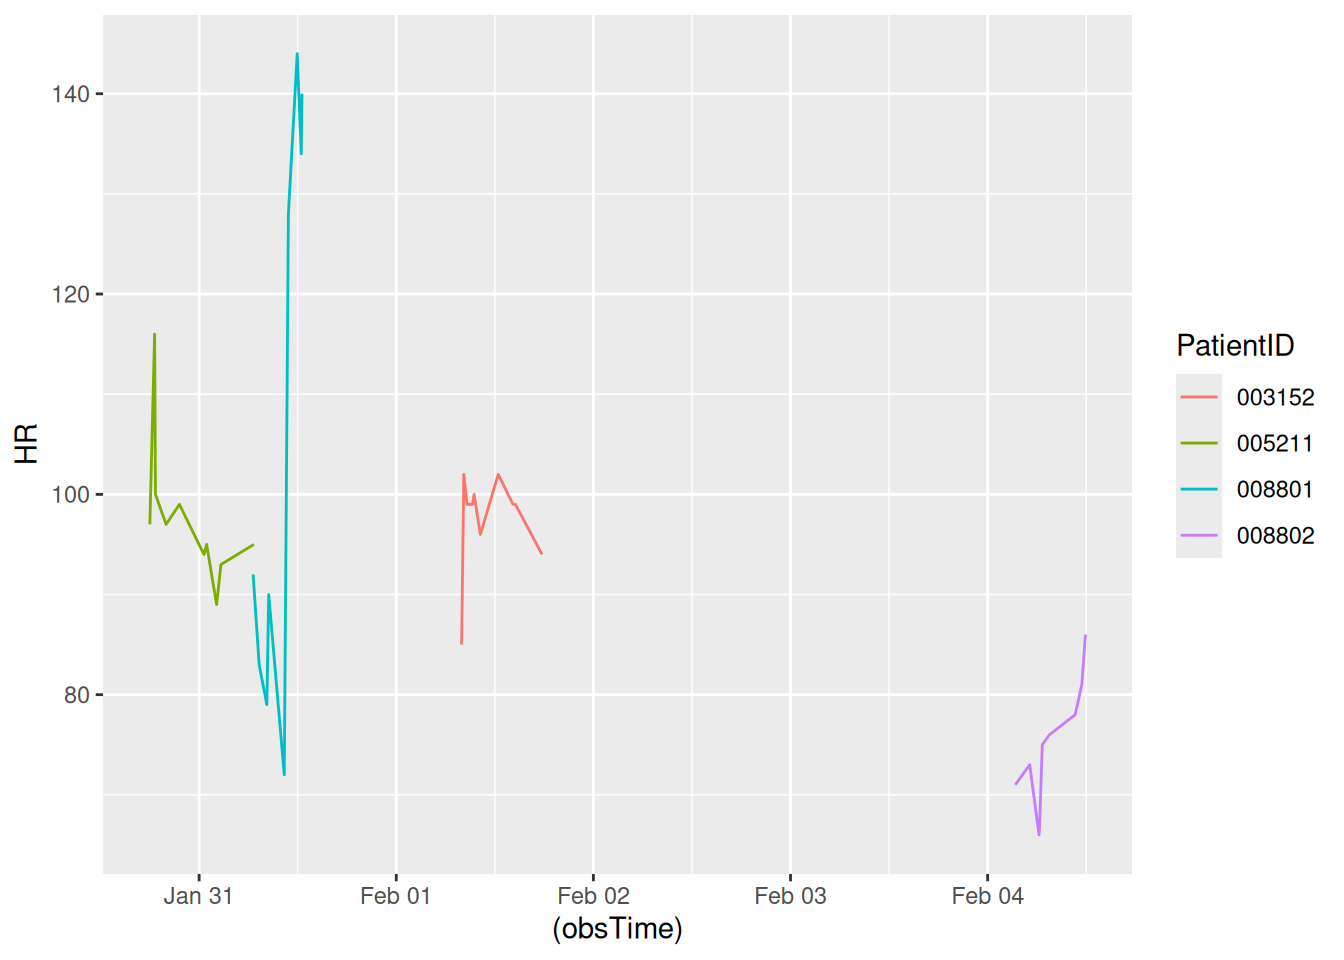 140
120
100
80
HR
Jan 31
Feb 01
Feb 02
Feb 03
Feb 04
(obsTime)
PatientID
003152
005211
008801
008802